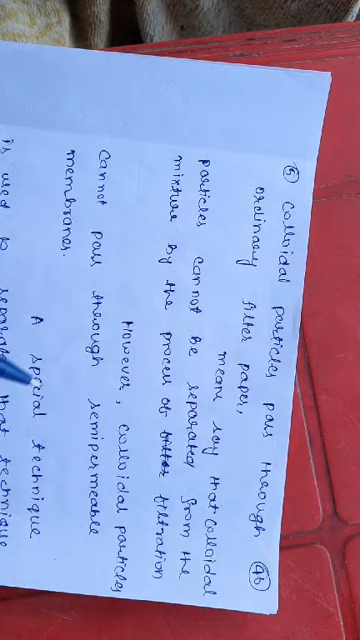 ⑤ Colloidal particles pass through (46)
ordinary filter paper,
means say that colloidal
particles cannot be separated from the
mixture by the process of filter filtration
However, colloidal particles
cannot pass through semipermeable
membranes.
A special technique
is used to separate that technique